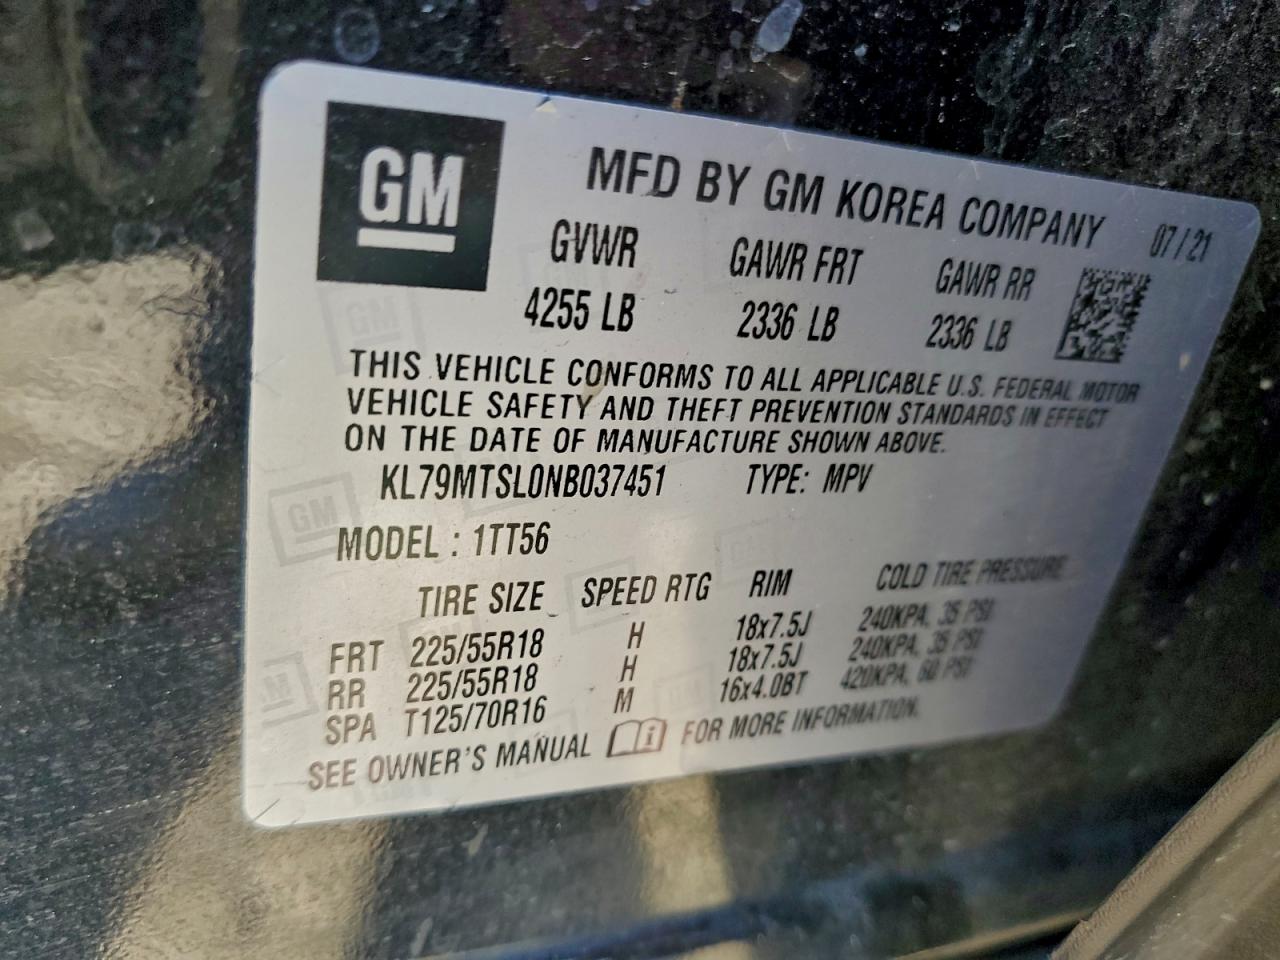 GM
MFD BY GM KOREA COMPANY 07/21
GVWR GAWR FRT GAWR RR
4255 LB 2336 LB 2336 LB
THIS VEHICLE CONFORMS TO ALL APPLICABLE U.S. FEDERAL MOTOR
VEHICLE SAFETY AND THEFT PREVENTION STANDARDS IN EFFECT
ON THE DATE OF MANUFACTURE SHOWN ABOVE.
KL79MTSL0NB037451 TYPE: MPV
MODEL : 1TT56
TIRE SIZE SPEED RTG RIM COLD TIRE PRESSURE
FRT 225/55R18 H 18x7.5J 240KPA, 35 PSI
RR 225/55R18 H 18x7.5J 240KPA, 35 PSI
SPA T125/70R16 M 16x4.0BT 420KPA, 60 PSI
SEE OWNER'S MANUAL FOR MORE INFORMATION.